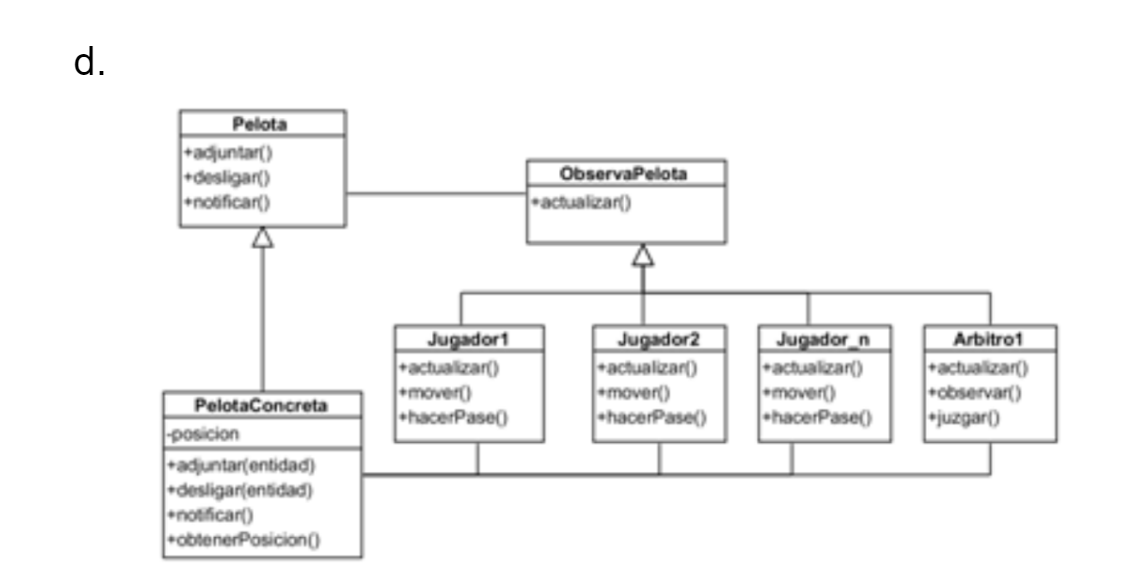 d.
Pelota
+adjuntar()
+desligar()
+notificar()
ObservaPelota
+actualizar()
Jugador1
+actualizar()
+mover()
+hacerPase()
Jugador2
+actualizar()
+mover()
+hacerPase()
Jugador_n
+actualizar()
+mover()
+hacerPase()
Arbitro1
+actualizar()
+observar()
+juzgar()
PelotaConcreta
-posicion
+adjuntar(entidad)
+desligar(entidad)
+notificar()
+obtenerPosicion()